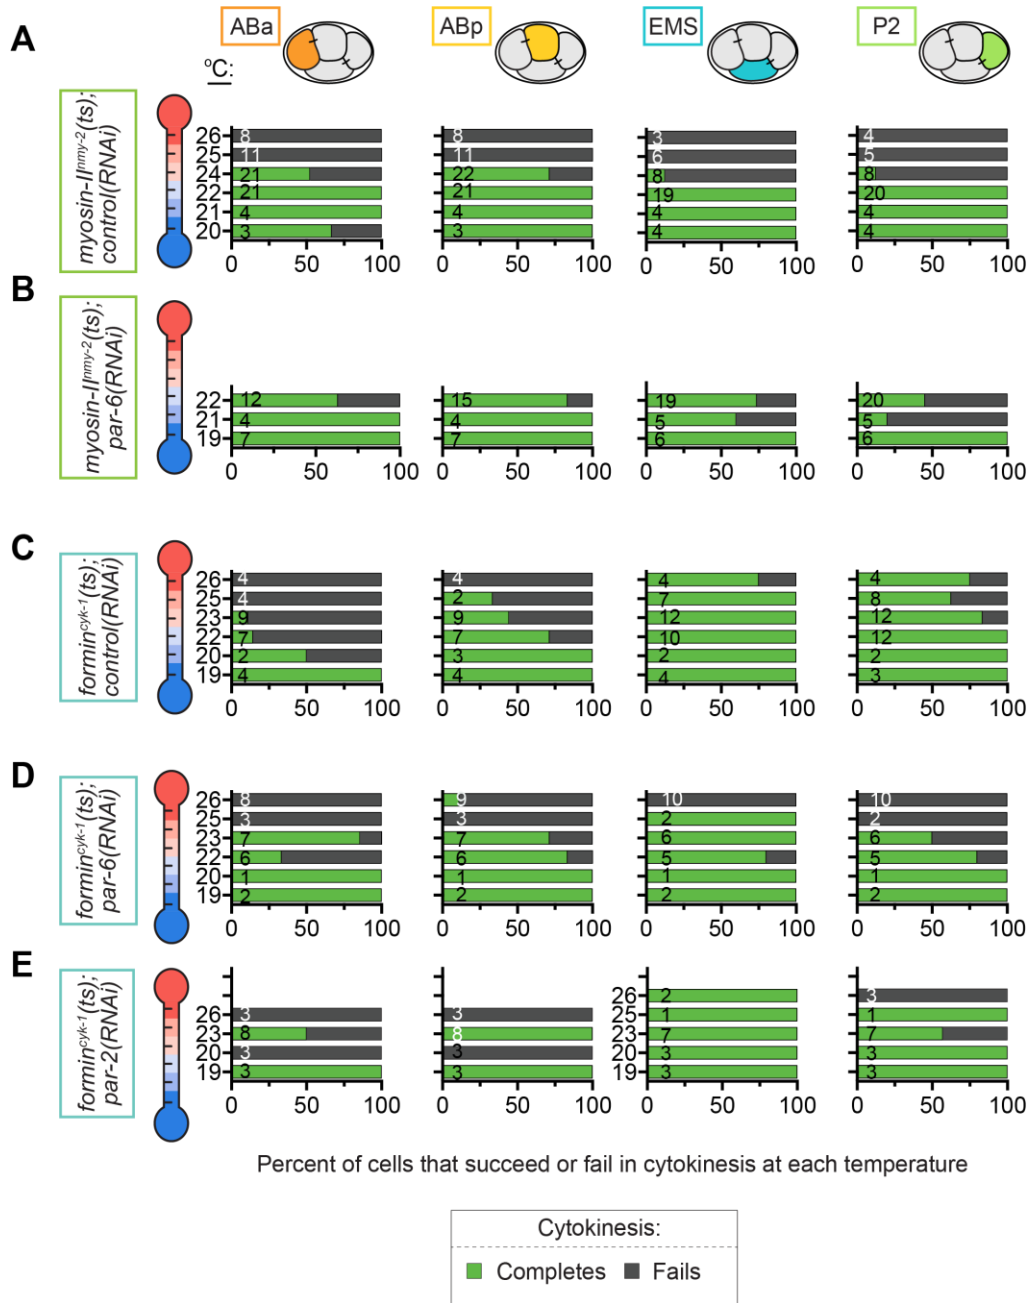 A
ABa
ABp
EMS
P2
°C:
myosin-II nmy-2(ts);
control(RNAi)
26 8 8 3 4
25 11 11 6 5
24 21 22 8 8
22 21 21 19 20
21 4 4 4 4
20 3 3 4 4
0 50 100 0 50 100 0 50 100 0 50 100
B
myosin-II nmy-2(ts);
par-6(RNAi)
22 12 15 19 20
21 4 4 5 5
19 7 7 6 6
0 50 100 0 50 100 0 50 100 0 50 100
C
formin cyk-1(ts);
control(RNAi)
26 4 4 4 4
25 4 2 7 8
23 9 9 12 12
22 7 7 10 12
20 2 3 2 2
19 4 4 4 3
0 50 100 0 50 100 0 50 100 0 50 100
D
formin cyk-1(ts);
par-6(RNAi)
26 8 9 10 10
25 3 3 2 2
23 7 7 6 6
22 6 6 5 5
20 1 1 1 1
19 2 2 2 2
0 50 100 0 50 100 0 50 100 0 50 100
E
formin cyk-1(ts);
par-2(RNAi)
26 2 3
26 3 3 25 1 1
23 8 8 23 7 7
20 3 3 20 3 3
19 3 3 19 3 3
0 50 100 0 50 100 0 50 100 0 50 100
Percent of cells that succeed or fail in cytokinesis at each temperature
Cytokinesis:
Completes Fails